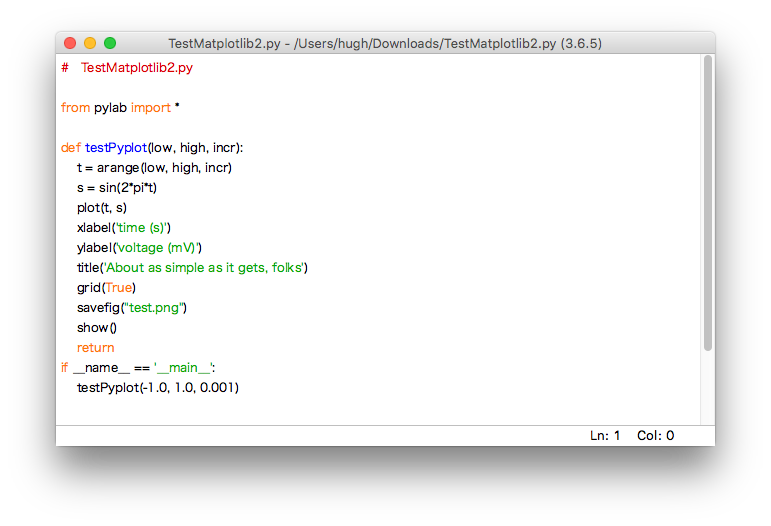 TestMatplotlib2.py - /Users/hugh/Downloads/TestMatplotlib2.py (3.6.5)
#   TestMatplotlib2.py
from pylab import *
def testPyplot(low, high, incr):
    t = arange(low, high, incr)
    s = sin(2*pi*t)
    plot(t, s)
    xlabel('time (s)')
    ylabel('voltage (mV)')
    title('About as simple as it gets, folks')
    grid(True)
    savefig("test.png")
    show()
    return
if __name__ == '__main__':
    testPyplot(-1.0, 1.0, 0.001)
Ln: 1   Col: 0